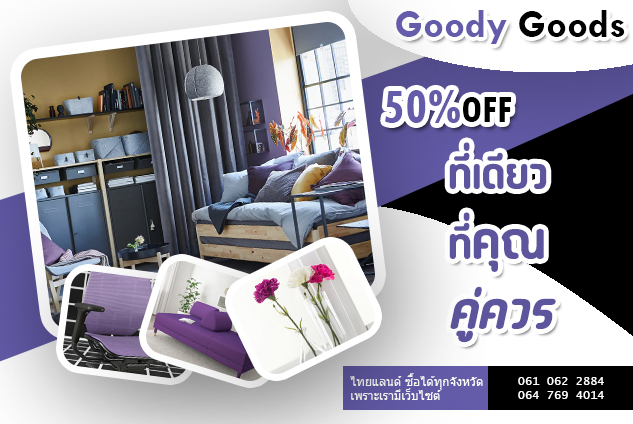 Goody Goods
50%OFF
ที่เดียว
ที่คุณ
คู่ควร
ไทยแลนด์ ซื้อได้ทุกจังหวัด
เพราะเรามีเว็บไซต์
061 062 2884
064 769 4014